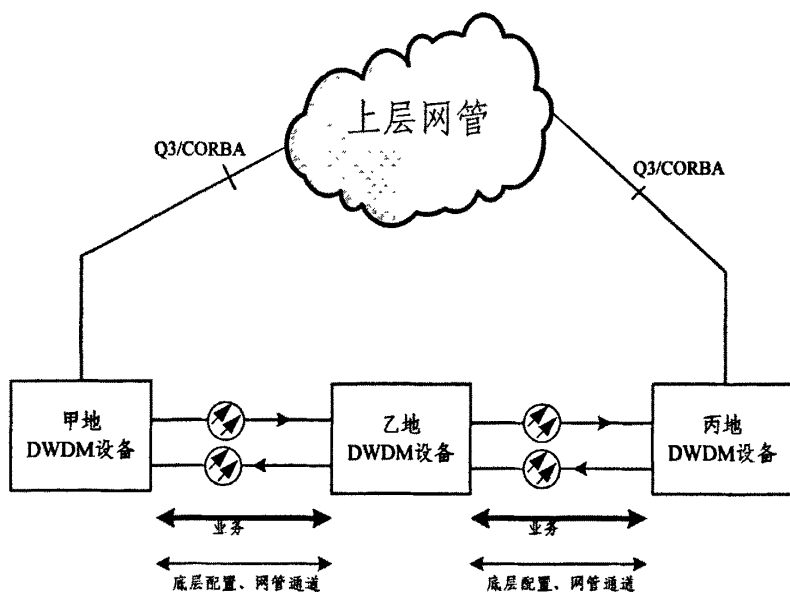 上层网管
Q3/CORBA
Q3/CORBA
甲地
DWDM设备
乙地
DWDM设备
丙地
DWDM设备
业务
业务
底层配置、网管通道
底层配置、网管通道